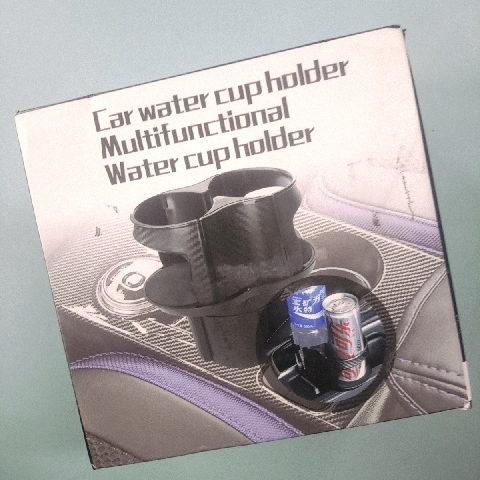 Car water cup holder
Multifunctional
Water cup holder